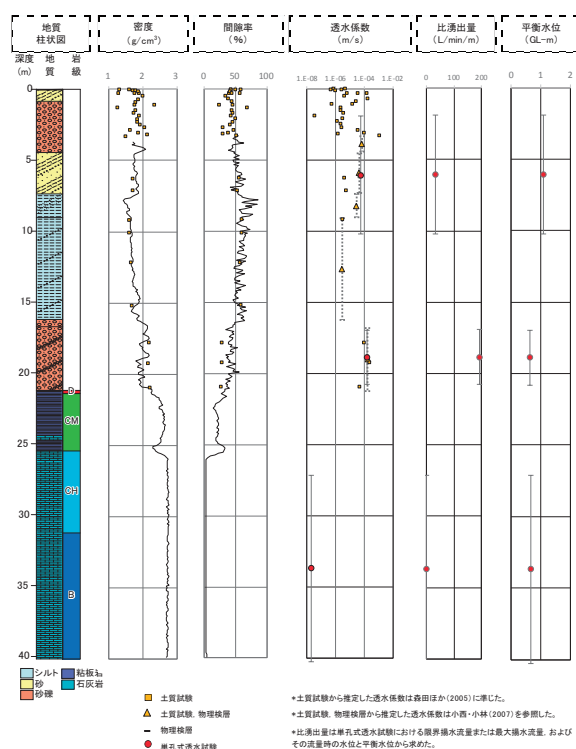 地質
柱状図
密度
(g/cm³)
間隙率
(%)
透水係数
(m/s)
比湧出量
(L/min/m)
平衡水位
(GL-m)
深度
(m)
地質
岩級
1 2 3
0 50 100
1.E-08 1.E-06 1.E-04 1.E-02
0 100 200
0 1 2
0
5
10
15
20
25
30
35
40
D
CM
CH
B
シルト
粘板岩
砂
石灰岩
砂礫
土質試験
土質試験, 物理検層
物理検層
単孔式透水試験
*土質試験から推定した透水係数は森田ほか(2005)に準じた。
*土質試験, 物理検層から推定した透水係数は小西・小林(2007)を参照した。
*比湧出量は単孔式透水試験における限界揚水流量または最大揚水流量, および
その流量時の水位と平衡水位から求めた。